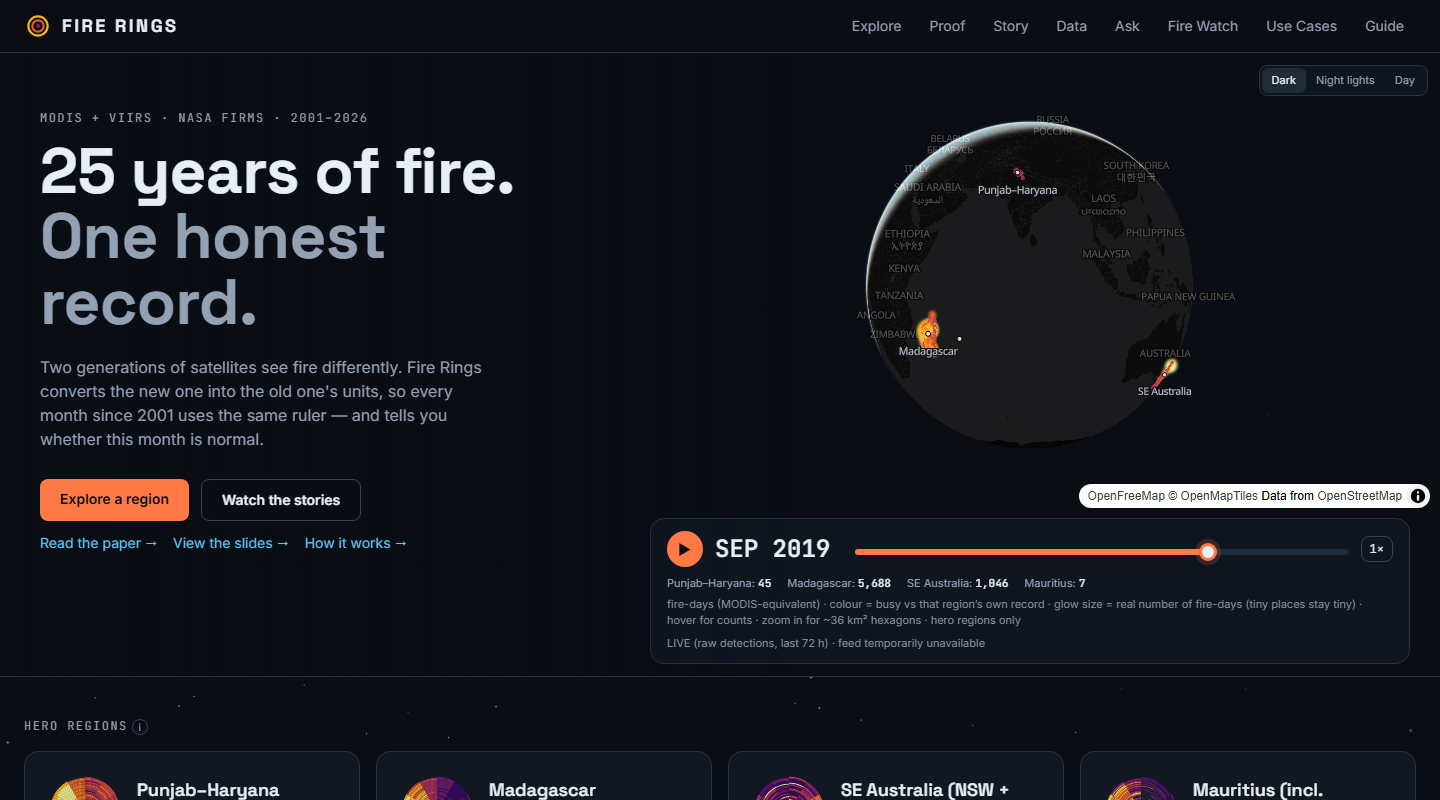 FIRE RINGS
Explore Proof Story Data Ask Fire Watch Use Cases Guide
Dark Night lights Day
MODIS + VIIRS · NASA FIRMS · 2001–2026
25 years of fire.
One honest
record.
Two generations of satellites see fire differently. Fire Rings
converts the new one into the old one's units, so every
month since 2001 uses the same ruler — and tells you
whether this month is normal.
Explore a region Watch the stories
Read the paper → View the slides → How it works →
RUSSIA
РОССИЯ
BELARUS
БЕЛАРУСЬ
ITALY
SOUTH KOREA
대한민국
SAUDI ARABIA
السعودية
Punjab–Haryana
LAOS
ປະເທດລາວ
ETHIOPIA
ኢትዮጵያ
PHILIPPINES
MALAYSIA
KENYA
TANZANIA
PAPUA NEW GUINEA
ANGOLA
ZIMBABW
Madagascar
AUSTRALIA
SE Australia
OpenFreeMap © OpenMapTiles Data from OpenStreetMap
SEP 2019
1×
Punjab–Haryana: 45 Madagascar: 5,688 SE Australia: 1,046 Mauritius: 7
fire-days (MODIS-equivalent) · colour = busy vs that region's own record · glow size = real number of fire-days (tiny places stay tiny) ·
hover for counts · zoom in for ~36 km² hexagons · hero regions only
LIVE (raw detections, last 72 h) · feed temporarily unavailable
HERO REGIONS i
Punjab–Haryana
Madagascar
SE Australia (NSW +
Mauritius (incl.